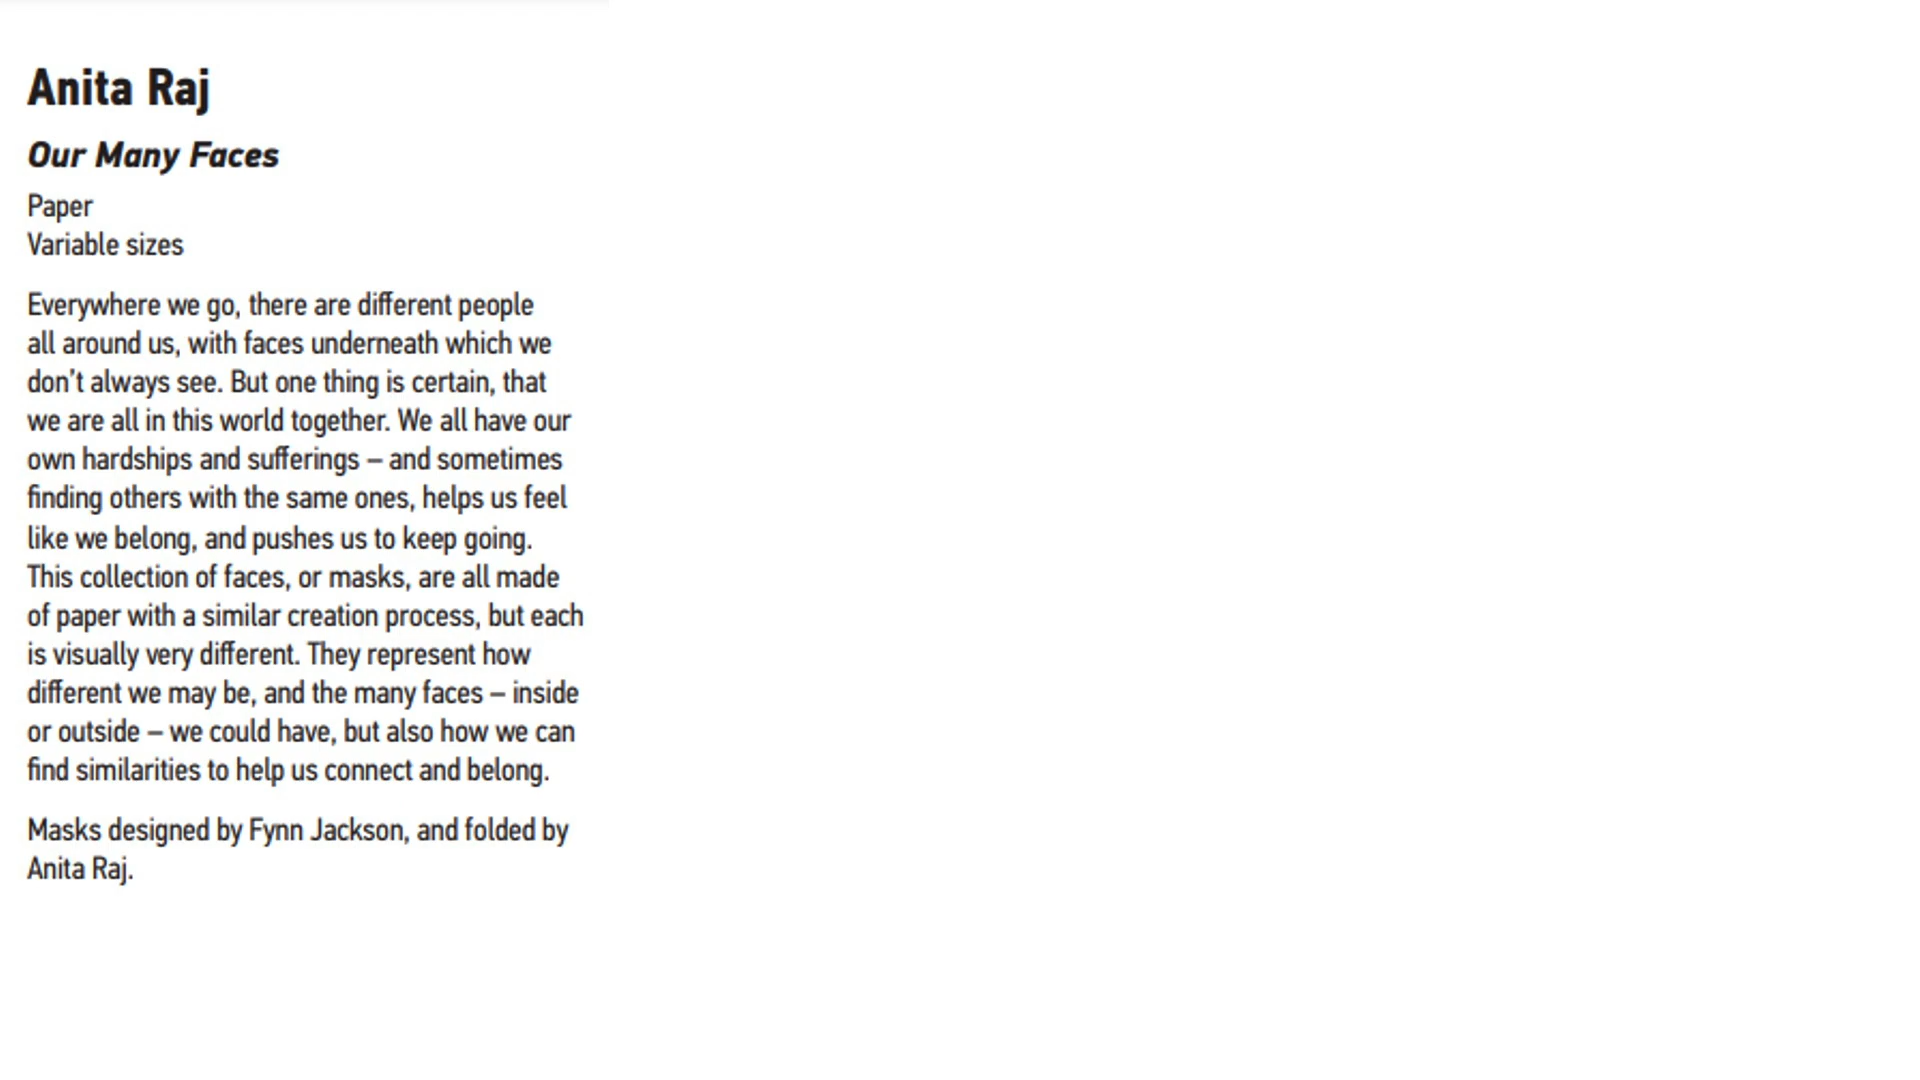 Anita Raj
Our Many Faces
Paper
Variable sizes
Everywhere we go, there are different people
all around us, with faces underneath which we
don't always see. But one thing is certain, that
we are all in this world together. We all have our
own hardships and sufferings – and sometimes
finding others with the same ones, helps us feel
like we belong, and pushes us to keep going.
This collection of faces, or masks, are all made
of paper with a similar creation process, but each
is visually very different. They represent how
different we may be, and the many faces – inside
or outside – we could have, but also how we can
find similarities to help us connect and belong.
Masks designed by Fynn Jackson, and folded by
Anita Raj.